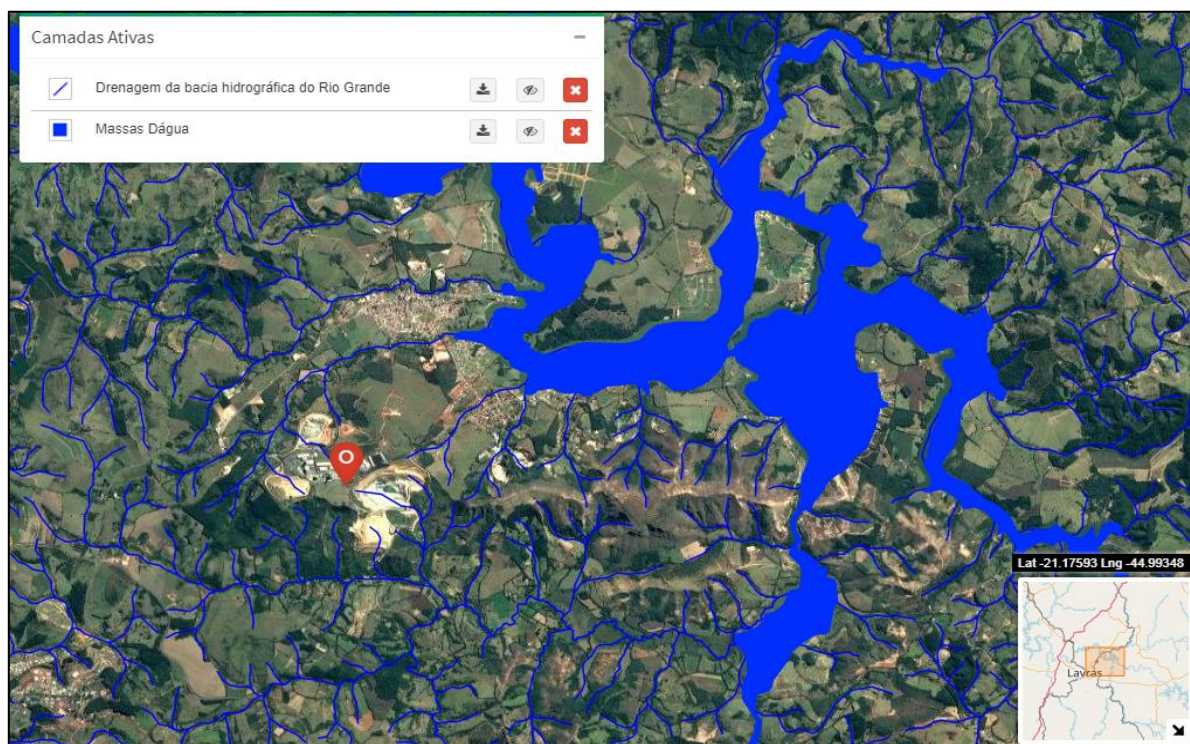 Camadas Ativas
Drenagem da bacia hidrográfica do Rio Grande
Massas Dágua
Lat -21.17593 Lng -44.99348
Lavras